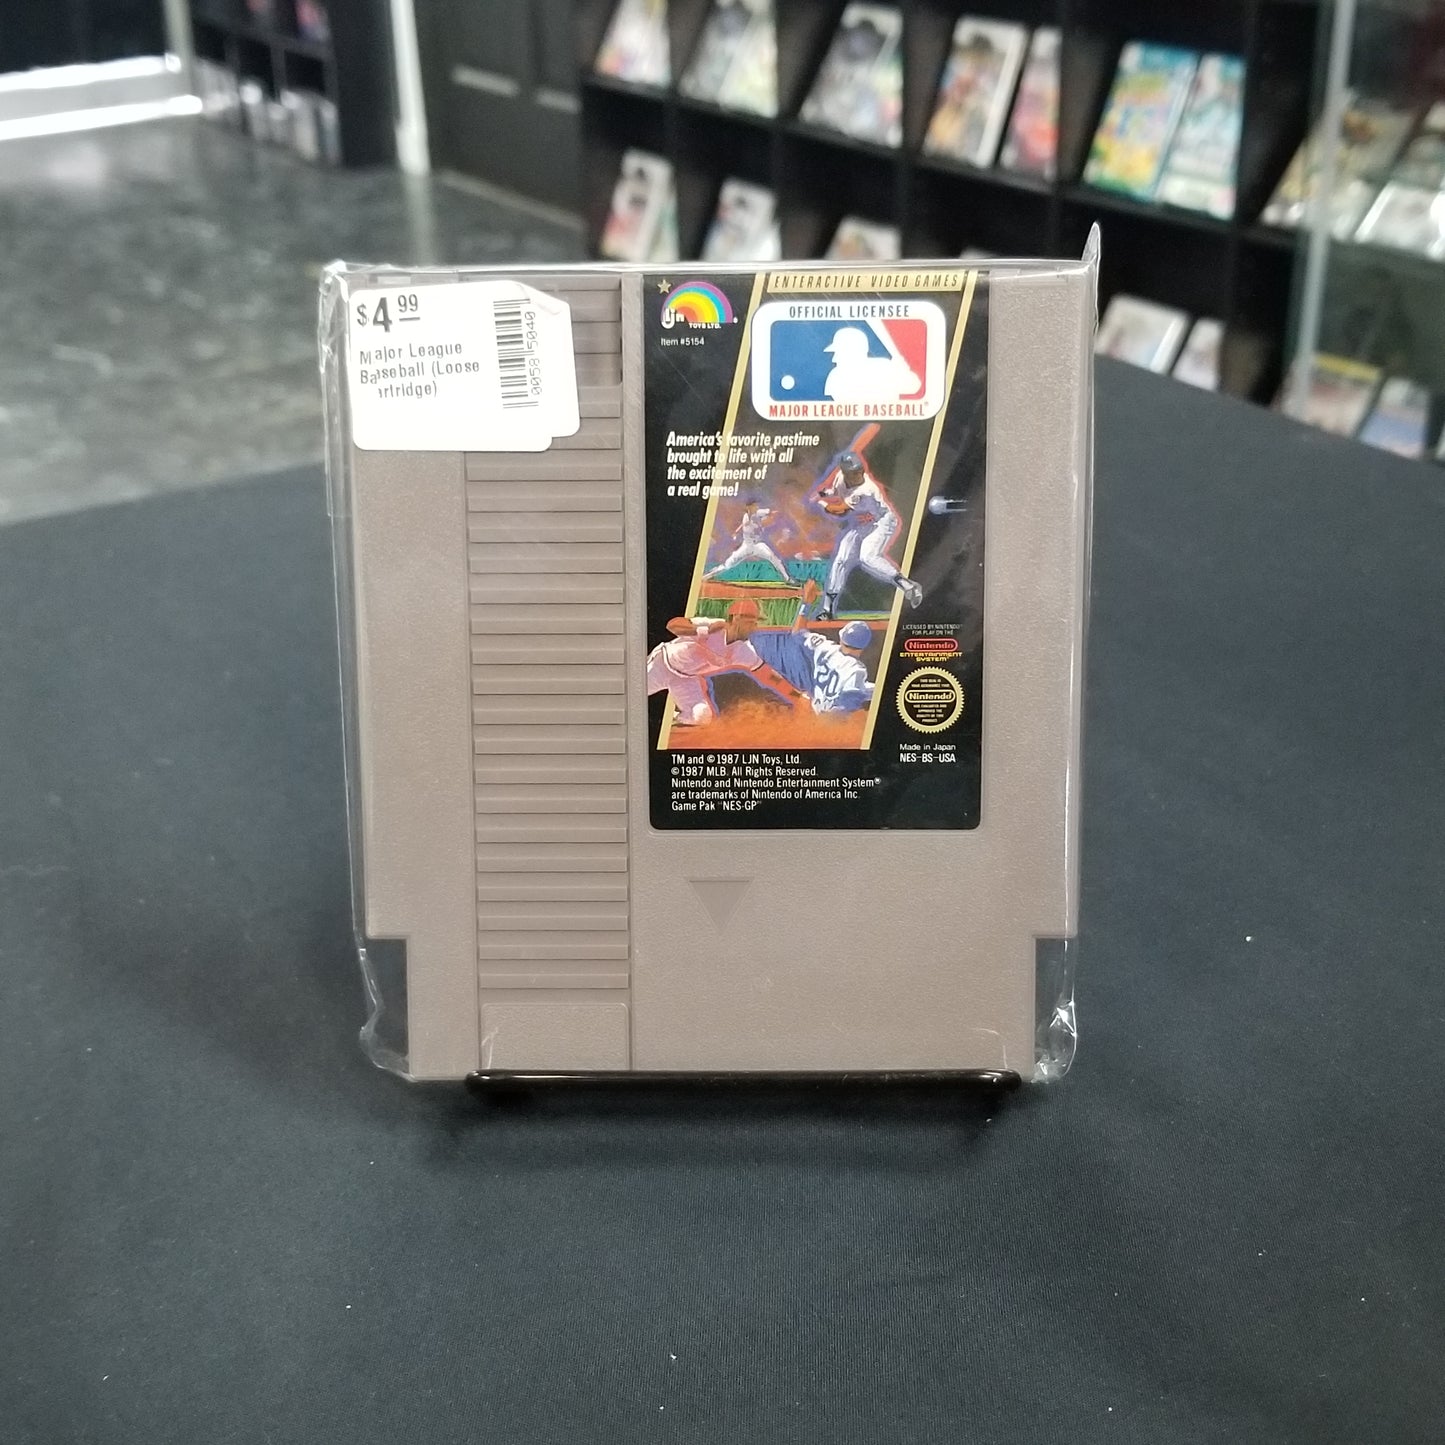 $4.99
Major League
Baseball (Loose
artridge)
005815040
ENTERACTIVE VIDEO GAMES
LJN
TOYS LTD.
Item #5154
OFFICIAL LICENSEE
MAJOR LEAGUE BASEBALL®
America's favorite pastime
brought to life with all
the excitement of
a real game!
20
LICENSED BY NINTENDO®
FOR PLAY ON THE
Nintendo
ENTERTAINMENT
SYSTEM™
Nintendo
Made in Japan
NES-BS-USA
TM and ©1987 LJN Toys, Ltd.
©1987 MLB. All Rights Reserved.
Nintendo and Nintendo Entertainment System®
are trademarks of Nintendo of America Inc.
Game Pak "NES-GP"